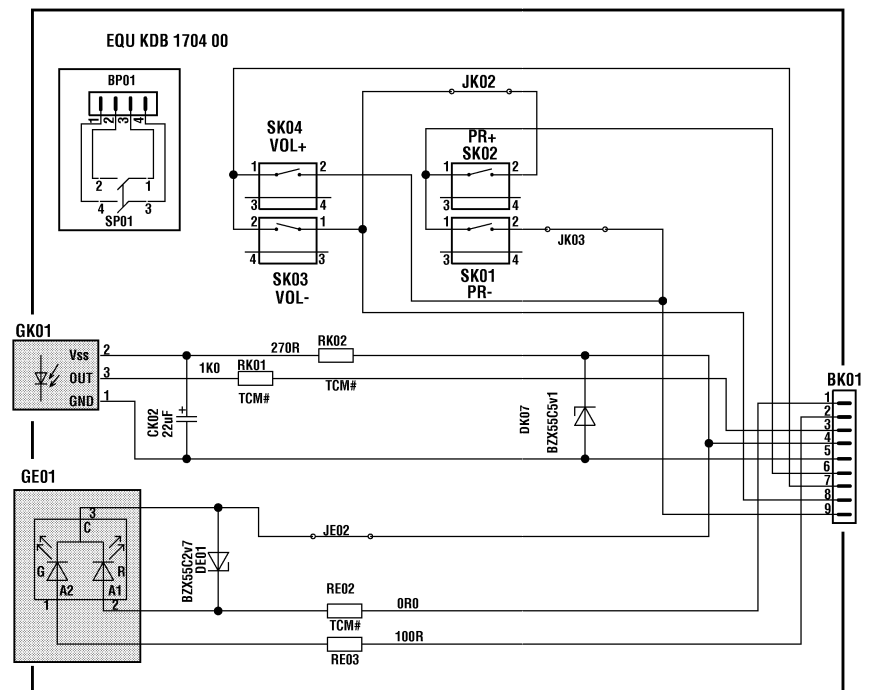 EQU KDB 1704 00
BP01
1 2 3 4
2 1
4 3
SP01
JK02
SK04
VOL+
1 2
3 4
2 1
4 3
SK03
VOL-
PR+
SK02
1 2
3 4
1 2
3 4
SK01
PR-
JK03
GK01
Vss 2
OUT 3
GND 1
270R
RK02
TCM#
1K0
RK01
TCM#
CK02
22uF
+
DK07
BZX55C5v1
BK01
1
2
3
4
5
6
7
8
9
GE01
3
C
G
R
A2
A1
1
2
BZX55C2v7
DE01
JE02
RE02
0R0
TCM#
100R
RE03